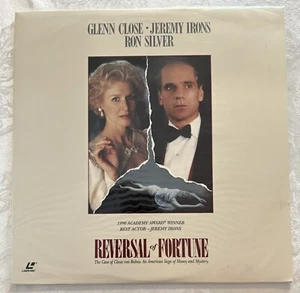 GLENN CLOSE • JEREMY IRONS
RON SILVER
1990 ACADEMY AWARD® WINNER
BEST ACTOR – JEREMY IRONS
REVERSAL of FORTUNE
The Case of Claus von Bülow. An American Saga of Money and Mystery.